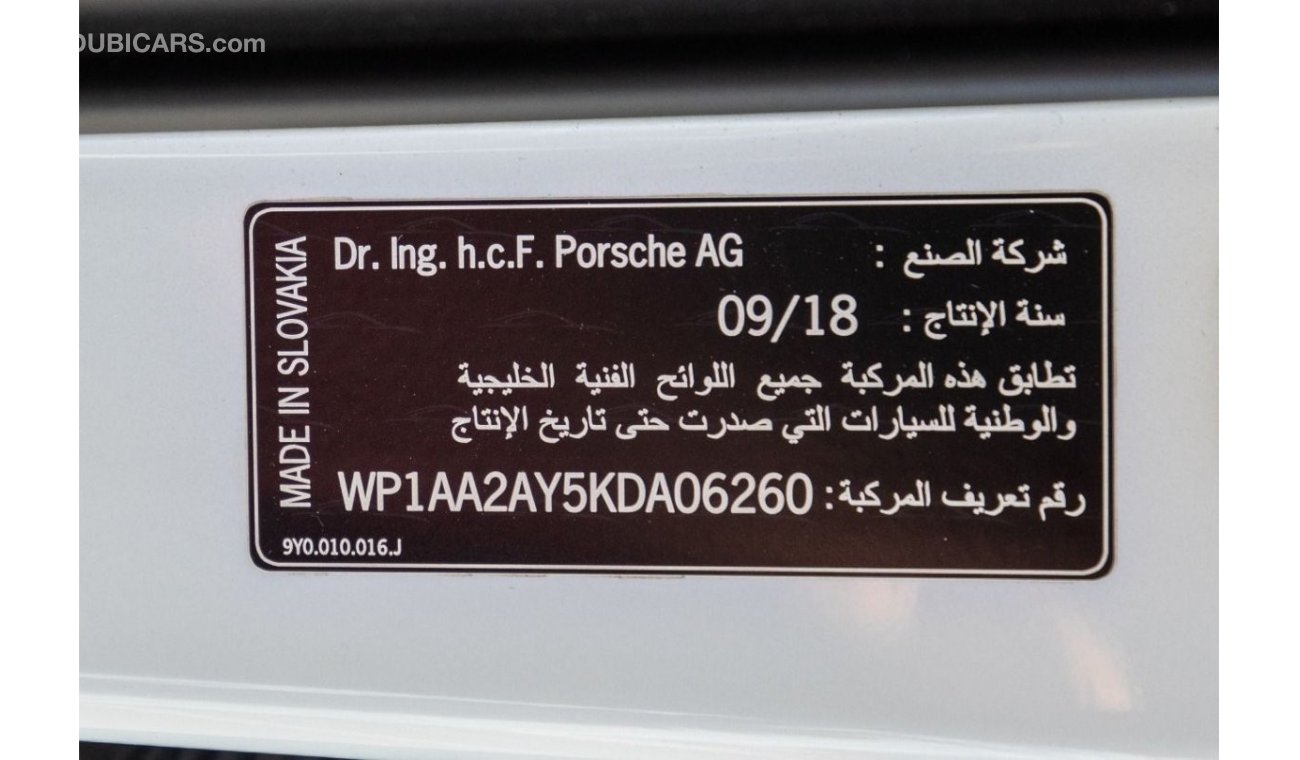 DUBICARS.com
MADE IN SLOVAKIA
شركة الصنع : Dr. Ing. h.c.F. Porsche AG
سنة الإنتاج : 09/18
تطابق هذه المركبة جميع اللوائح الفنية الخليجية
والوطنية للسيارات التي صدرت حتى تاريخ الإنتاج
رقم تعريف المركبة: WP1AA2AY5KDA06260
9Y0.010.016.J